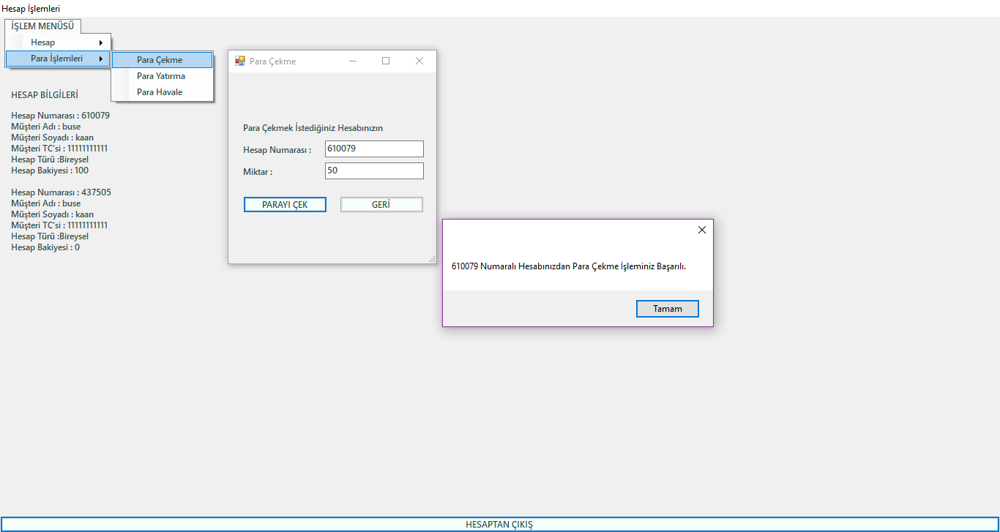 Hesap İşlemleri
İŞLEM MENÜSÜ
Hesap
Para İşlemleri
Para Çekme
Para Yatırma
Para Havale
HESAP BİLGİLERİ
Hesap Numarası : 610079
Müşteri Adı : buse
Müşteri Soyadı : kaan
Müşteri TC'si : 11111111111
Hesap Türü :Bireysel
Hesap Bakiyesi : 100
Hesap Numarası : 437505
Müşteri Adı : buse
Müşteri Soyadı : kaan
Müşteri TC'si : 11111111111
Hesap Türü :Bireysel
Hesap Bakiyesi : 0
Para Çekme
Para Çekmek İstediğiniz Hesabınızın
Hesap Numarası : 610079
Miktar : 50
PARAYI ÇEK GERİ
610079 Numaralı Hesabınızdan Para Çekme İşleminiz Başarılı.
Tamam
HESAPTAN ÇIKIŞ